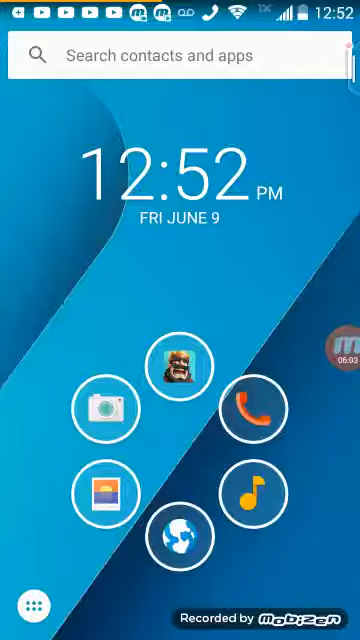 12:52
Search contacts and apps
12:52 PM
FRI JUNE 9
06:03
Recorded by mobizen